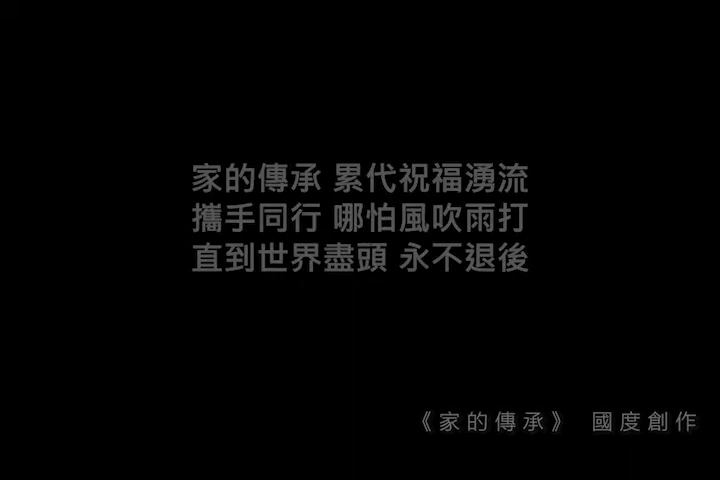 家的傳承 累代祝福湧流
攜手同行 哪怕風吹雨打
直到世界盡頭 永不退後
《家的傳承》 國度創作